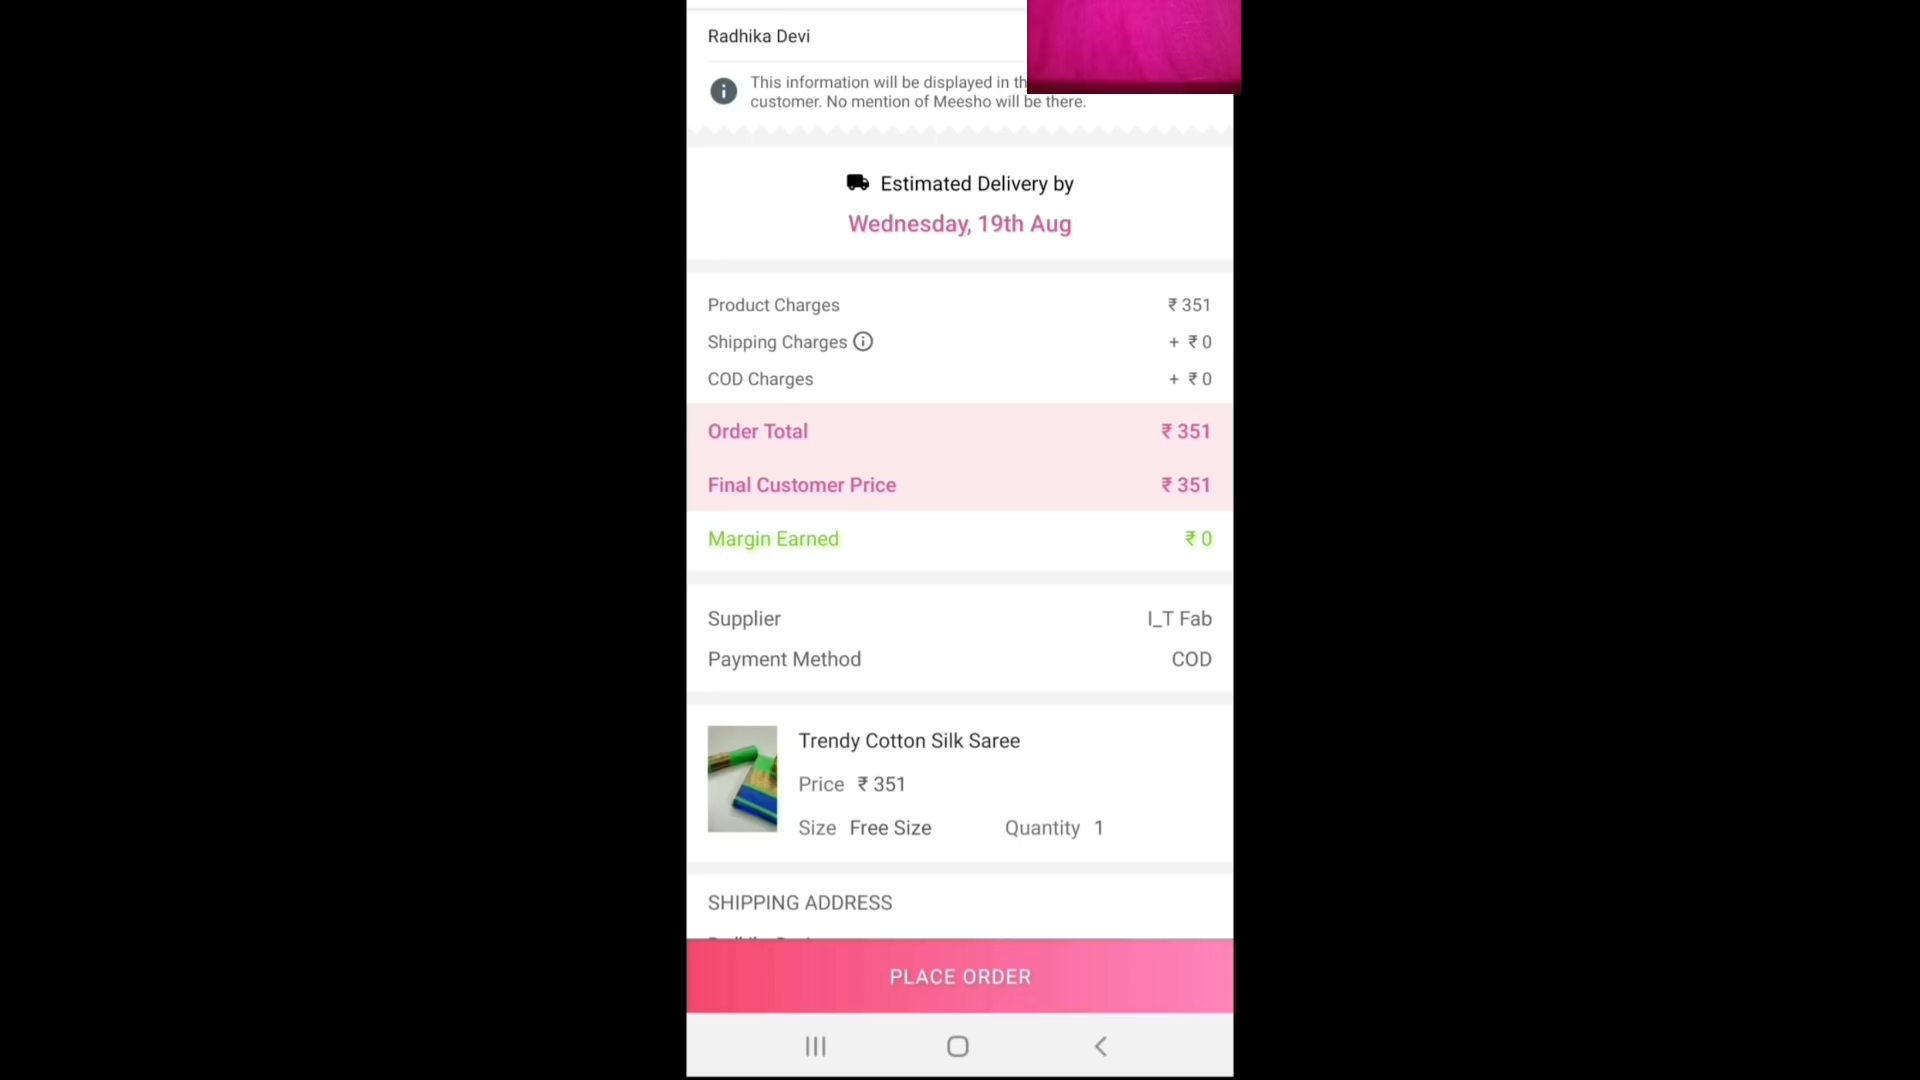 Radhika Devi
This information will be displayed in
customer. No mention of Meesho will be there.
Estimated Delivery by
Wednesday, 19th Aug
Product Charges ₹ 351
Shipping Charges + ₹ 0
COD Charges + ₹ 0
Order Total ₹ 351
Final Customer Price ₹ 351
Margin Earned ₹ 0
Supplier I_T Fab
Payment Method COD
Trendy Cotton Silk Saree
Price ₹ 351
Size Free Size Quantity 1
SHIPPING ADDRESS
PLACE ORDER